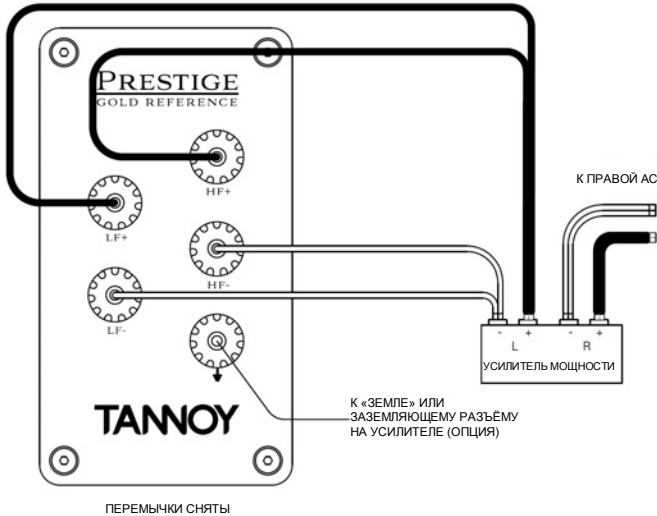 PRESTIGE
GOLD REFERENCE
HF+
LF+
HF-
LF-
TANNOY
К ПРАВОЙ АС
- + - +
L R
УСИЛИТЕЛЬ МОЩНОСТИ
К «ЗЕМЛЕ» ИЛИ
ЗАЗЕМЛЯЮЩЕМУ РАЗЪЁМУ
НА УСИЛИТЕЛЕ (ОПЦИЯ)
ПЕРЕМЫЧКИ СНЯТЫ